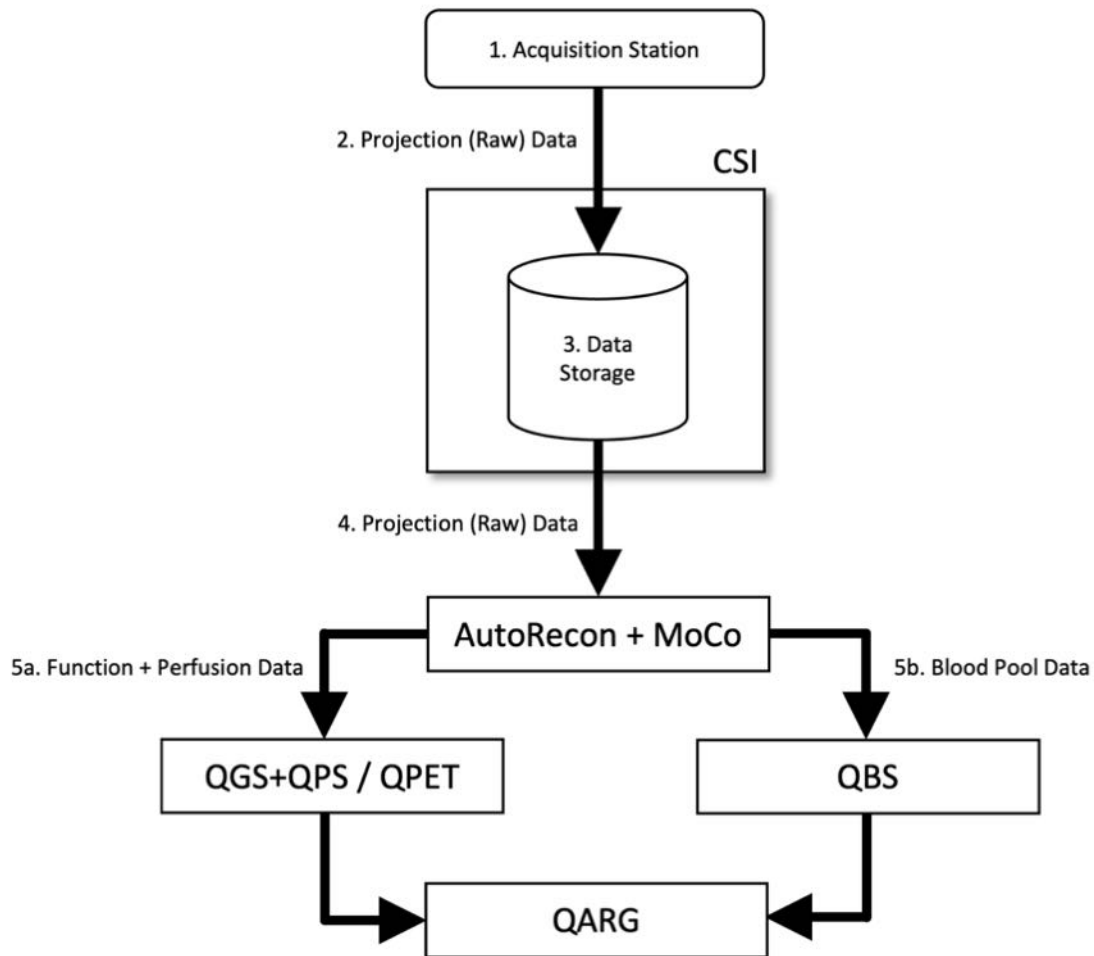 1. Acquisition Station
2. Projection (Raw) Data
CSI
3. Data
Storage
4. Projection (Raw) Data
AutoRecon + MoCo
5a. Function + Perfusion Data
5b. Blood Pool Data
QGS+QPS / QPET
QBS
QARG